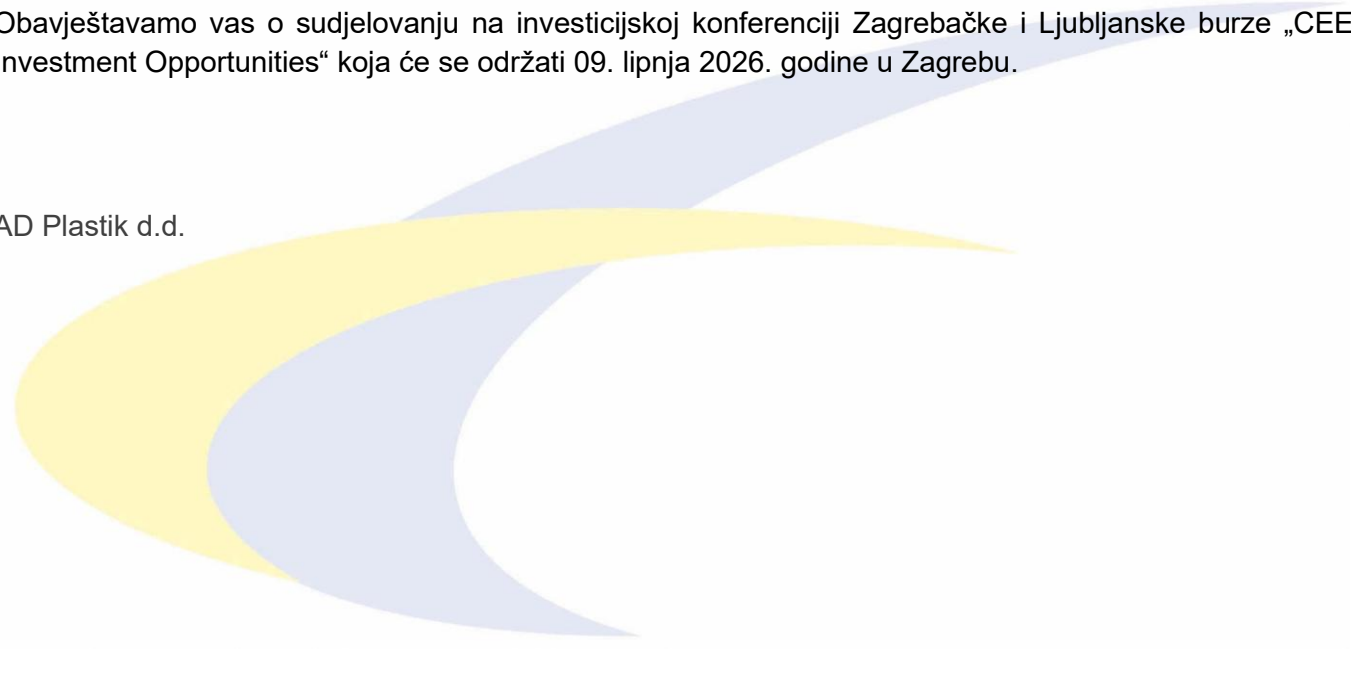 Obavještavamo vas o sudjelovanju na investicijskoj konferenciji Zagrebačke i Ljubljanske burze „CEE
Investment Opportunities“ koja će se održati 09. lipnja 2026. godine u Zagrebu.
AD Plastik d.d.